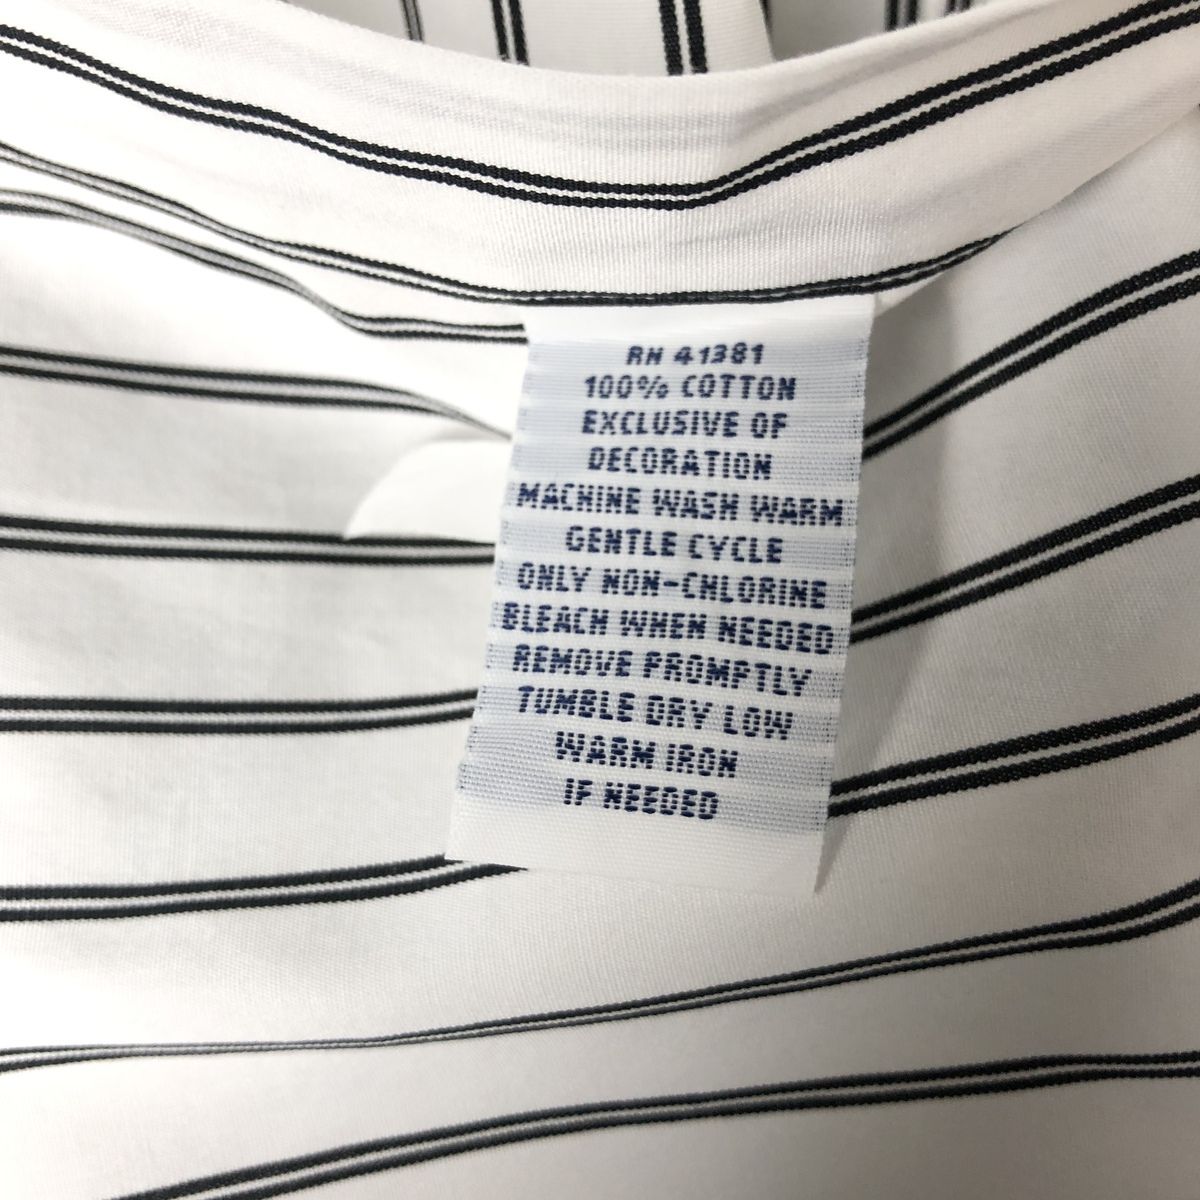 RN 41381
100% COTTON
EXCLUSIVE OF
DECORATION
MACHINE WASH WARM
GENTLE CYCLE
ONLY NON-CHLORINE
BLEACH WHEN NEEDED
REMOVE PROMPTLY
TUMBLE DRY LOW
WARM IRON
IF NEEDED